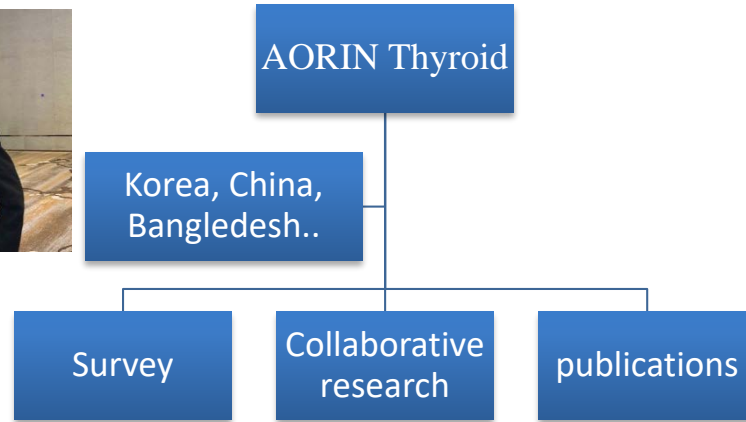 AORIN Thyroid
Korea, China,
Bangledesh..
Survey
Collaborative
research
publications